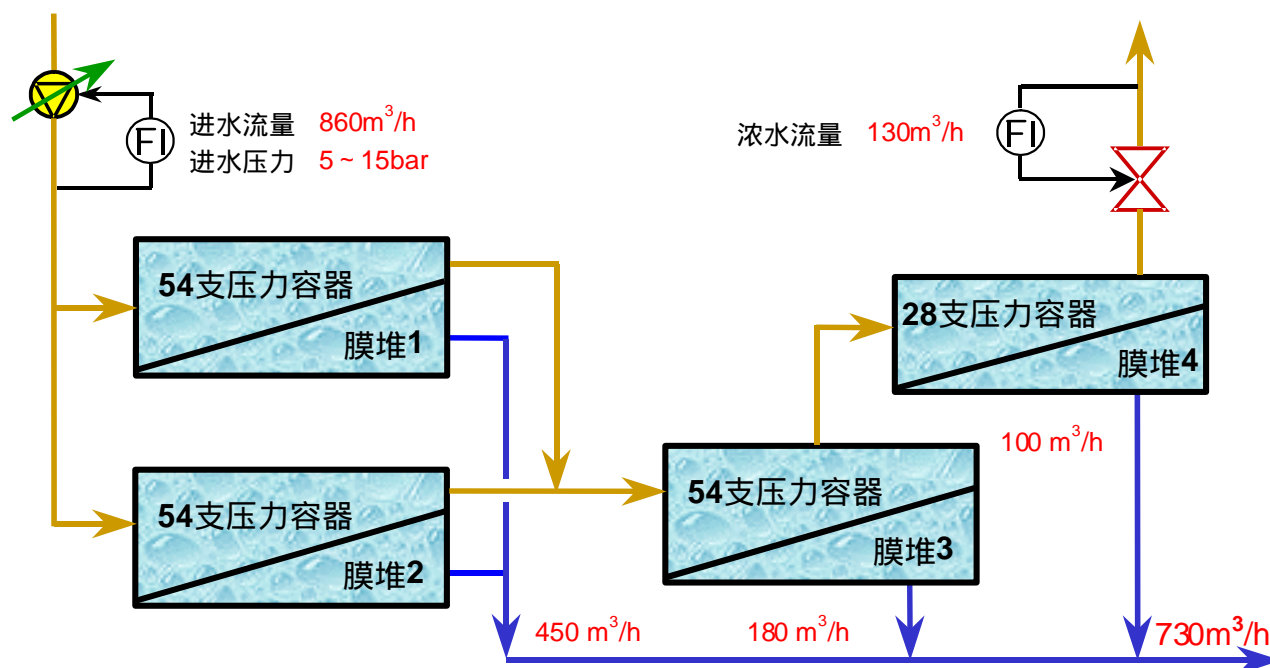 FI
进水流量 860m³/h
进水压力 5 ~ 15bar
浓水流量 130m³/h
FI
54支压力容器
膜堆1
28支压力容器
膜堆4
100 m³/h
54支压力容器
膜堆2
54支压力容器
膜堆3
450 m³/h
180 m³/h
730m³/h